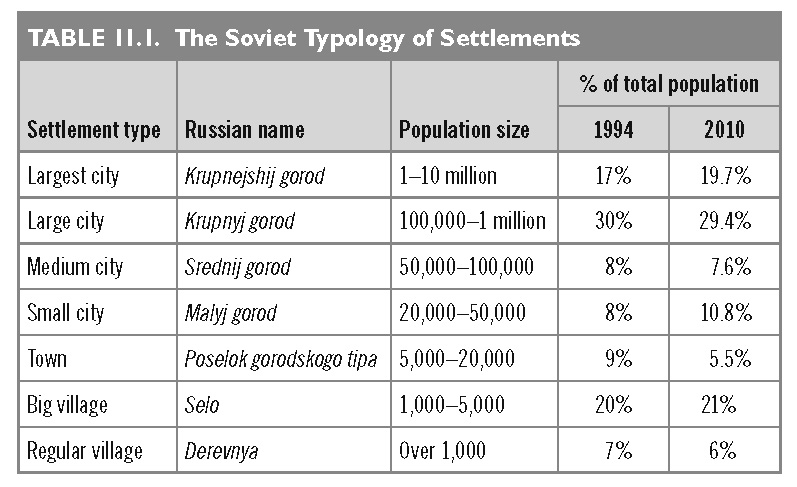 TABLE 11.1. The Soviet Typology of Settlements
% of total population
Settlement type Russian name Population size 1994 2010
Largest city Krupnejshij gorod 1–10 million 17% 19.7%
Large city Krupnyj gorod 100,000–1 million 30% 29.4%
Medium city Srednij gorod 50,000–100,000 8% 7.6%
Small city Malyj gorod 20,000–50,000 8% 10.8%
Town Poselok gorodskogo tipa 5,000–20,000 9% 5.5%
Big village Selo 1,000–5,000 20% 21%
Regular village Derevnya Over 1,000 7% 6%